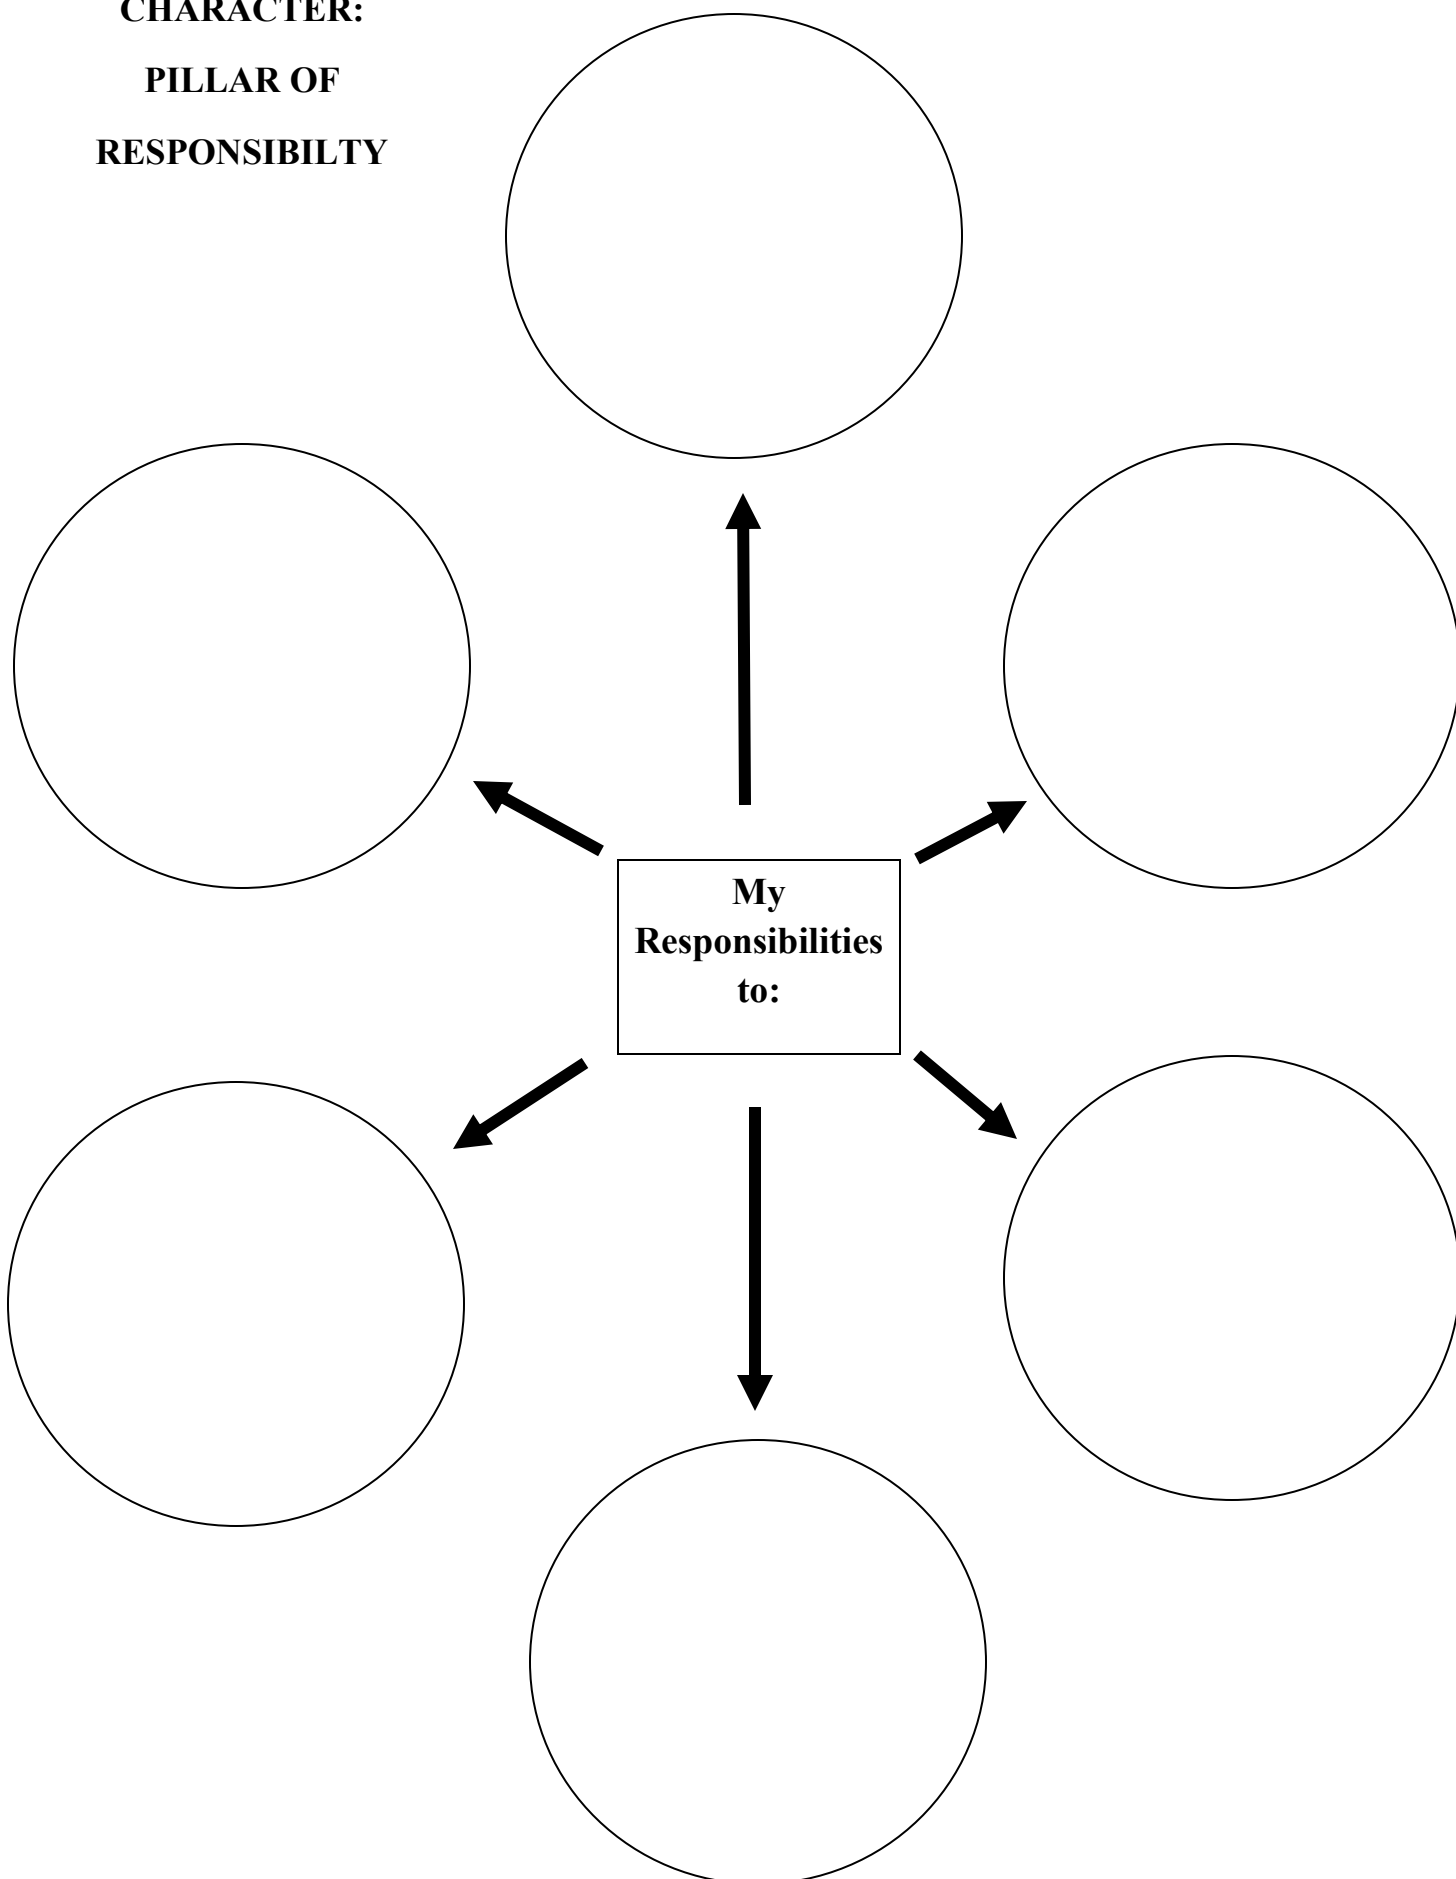 CHARACTER:
PILLAR OF
RESPONSIBILTY
My
Responsibilities
to: